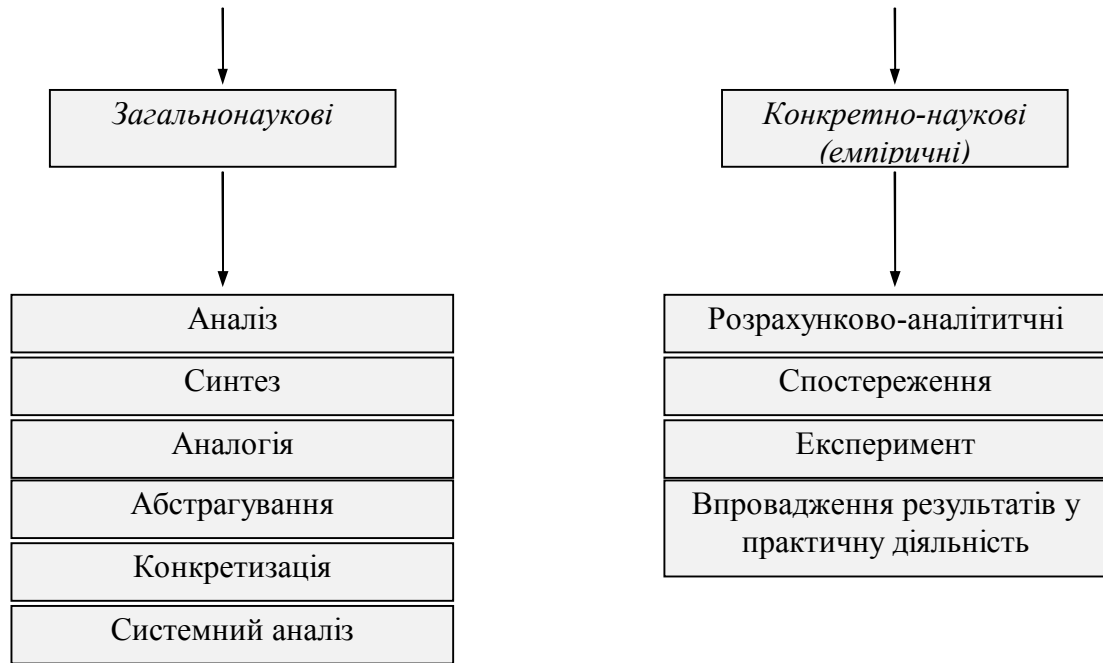 Загальнонаукові
Конкретно-наукові
(емпіричні)
Аналіз
Синтез
Аналогія
Абстрагування
Конкретизація
Системний аналіз
Розрахунково-аналітитчні
Спостереження
Експеримент
Впровадження результатів у
практичну діяльність